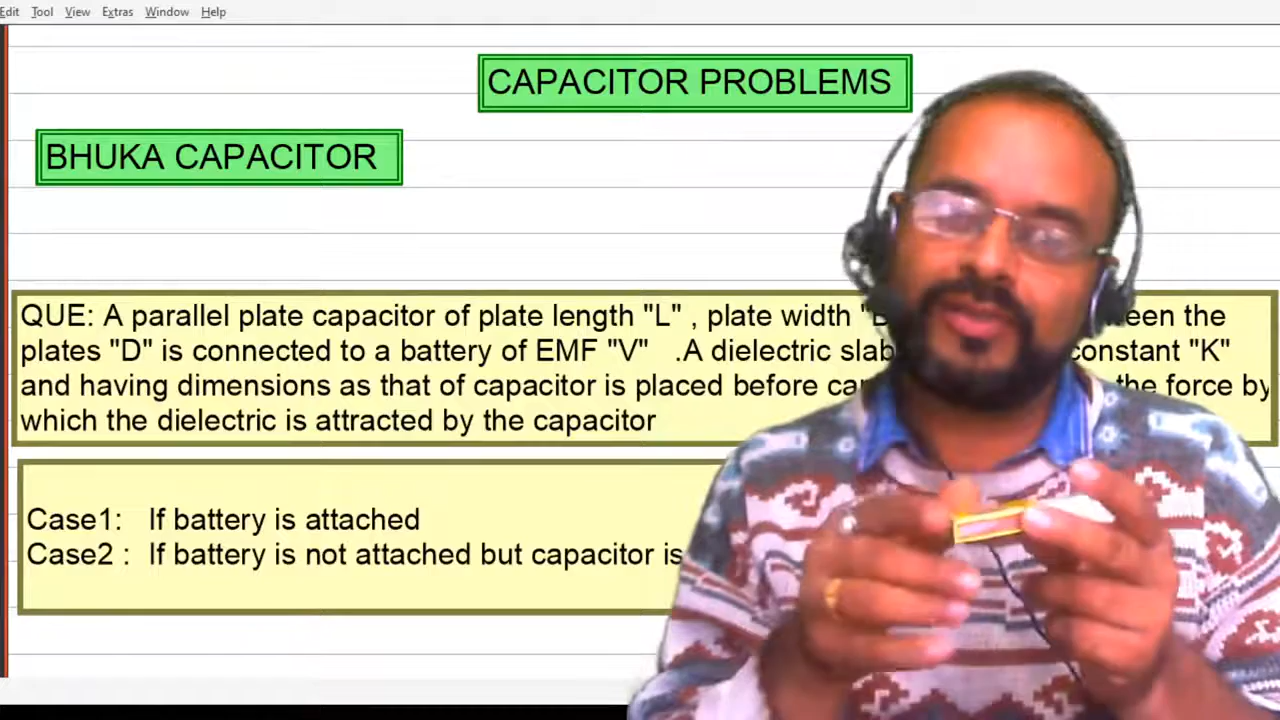 Edit Tool View Extras Window Help
CAPACITOR PROBLEMS
BHUKA CAPACITOR
QUE: A parallel plate capacitor of plate length "L" , plate width " the
plates "D" is connected to a battery of EMF "V" .A dielectric slab constant "K"
and having dimensions as that of capacitor is placed before the force by
which the dielectric is attracted by the capacitor
Case1: If battery is attached
Case2 : If battery is not attached but capacitor is